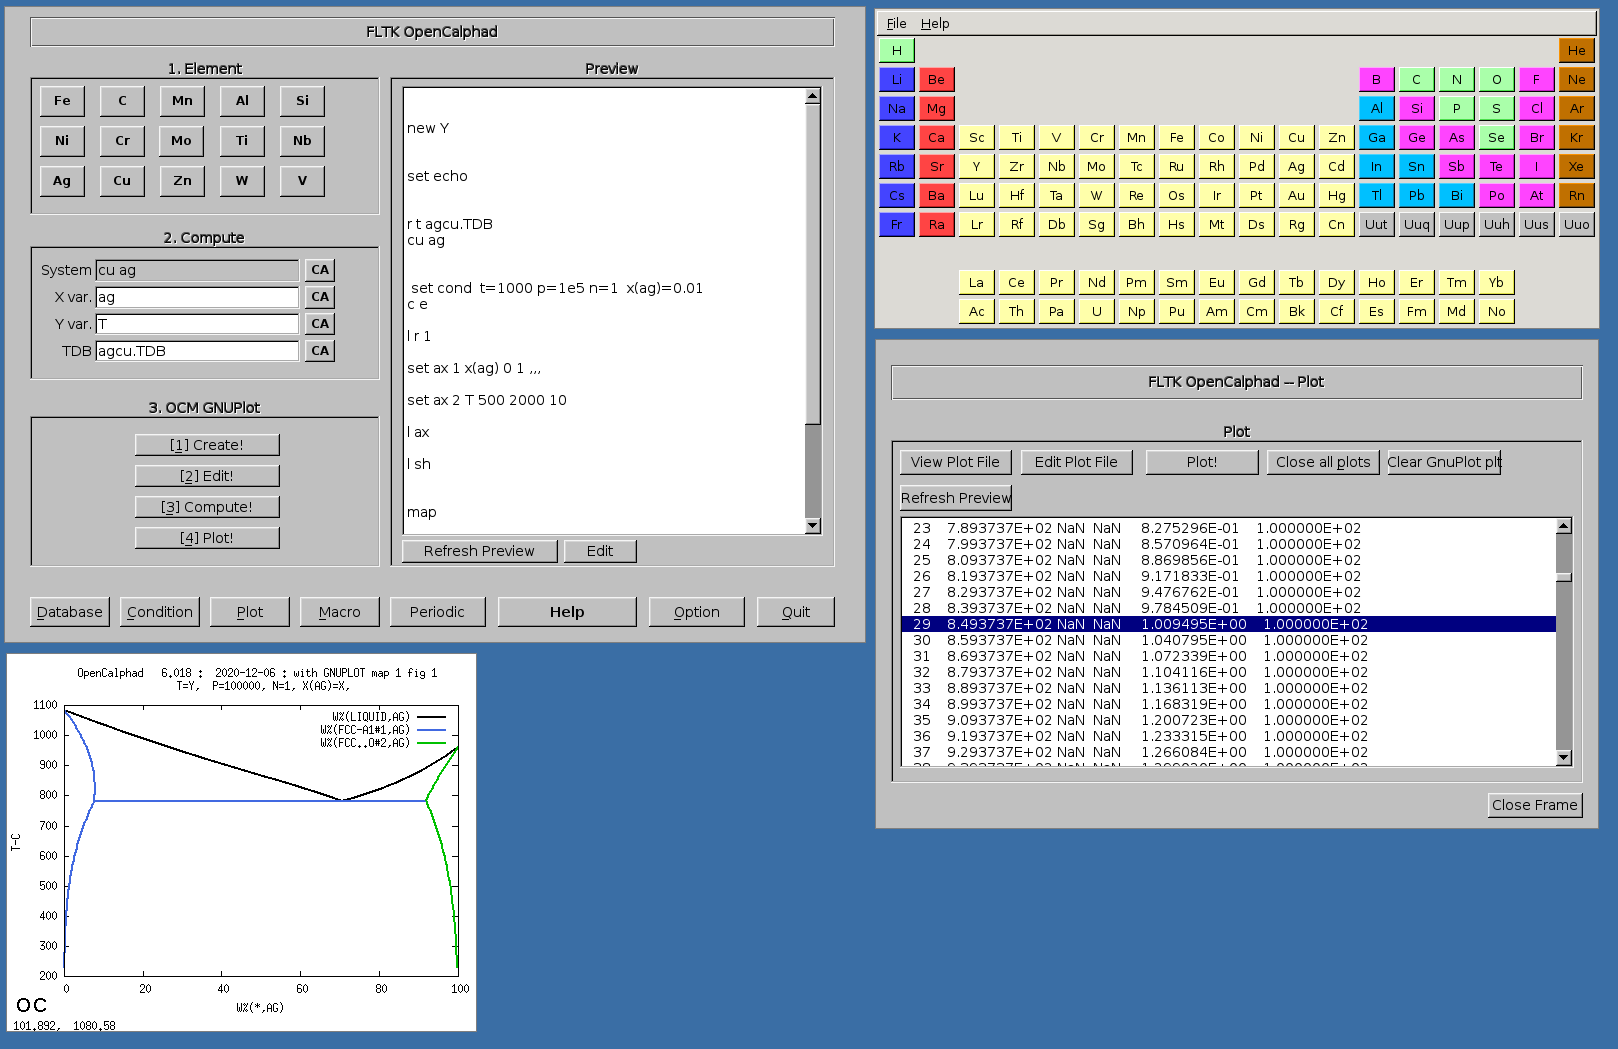 FLTK OpenCalphad
1. Element
Fe C Mn Al Si
Ni Cr Mo Ti Nb
Ag Cu Zn W V
2. Compute
System cu ag CA
X var. ag CA
Y var. T CA
TDB agcu.TDB CA
3. OCM GNUPlot
[1] Create!
[2] Edit!
[3] Compute!
[4] Plot!
Preview
new Y
set echo
r t agcu.TDB
cu ag
set cond t=1000 p=1e5 n=1 x(ag)=0.01
c e
l r 1
set ax 1 x(ag) 0 1 ,,,
set ax 2 T 500 2000 10
l ax
l sh
map
Refresh Preview Edit
Database Condition Plot Macro Periodic Help Option Quit
File Help
H He
Li Be B C N O F Ne
Na Mg Al Si P S Cl Ar
K Ca Sc Ti V Cr Mn Fe Co Ni Cu Zn Ga Ge As Se Br Kr
Rb Sr Y Zr Nb Mo Tc Ru Rh Pd Ag Cd In Sn Sb Te I Xe
Cs Ba Lu Hf Ta W Re Os Ir Pt Au Hg Tl Pb Bi Po At Rn
Fr Ra Lr Rf Db Sg Bh Hs Mt Ds Rg Cn Uut Uuq Uup Uuh Uus Uuo
La Ce Pr Nd Pm Sm Eu Gd Tb Dy Ho Er Tm Yb
Ac Th Pa U Np Pu Am Cm Bk Cf Es Fm Md No
FLTK OpenCalphad -- Plot
Plot
View Plot File Edit Plot File Plot! Close all plots Clear GnuPlot plt
Refresh Preview
23 7.893737E+02 NaN NaN 8.275296E-01 1.000000E+02
24 7.993737E+02 NaN NaN 8.570964E-01 1.000000E+02
25 8.093737E+02 NaN NaN 8.869856E-01 1.000000E+02
26 8.193737E+02 NaN NaN 9.171833E-01 1.000000E+02
27 8.293737E+02 NaN NaN 9.476762E-01 1.000000E+02
28 8.393737E+02 NaN NaN 9.784509E-01 1.000000E+02
29 8.493737E+02 NaN NaN 1.009495E+00 1.000000E+02
30 8.593737E+02 NaN NaN 1.040795E+00 1.000000E+02
31 8.693737E+02 NaN NaN 1.072339E+00 1.000000E+02
32 8.793737E+02 NaN NaN 1.104116E+00 1.000000E+02
33 8.893737E+02 NaN NaN 1.136113E+00 1.000000E+02
34 8.993737E+02 NaN NaN 1.168319E+00 1.000000E+02
35 9.093737E+02 NaN NaN 1.200723E+00 1.000000E+02
36 9.193737E+02 NaN NaN 1.233315E+00 1.000000E+02
37 9.293737E+02 NaN NaN 1.266084E+00 1.000000E+02
Close Frame
OpenCalphad 6.018 : 2020-12-06 : with GNUPLOT map 1 fig 1
T=Y, P=100000, N=1, X(AG)=X,
W%(LIQUID,AG)
W%(FCC-A1#1,AG)
W%(FCC..O#2,AG)
1100
1000
900
800
700
600
500
400
300
200
T-C
0 20 40 60 80 100
W%(*,AG)
OC
101.892, 1080.58